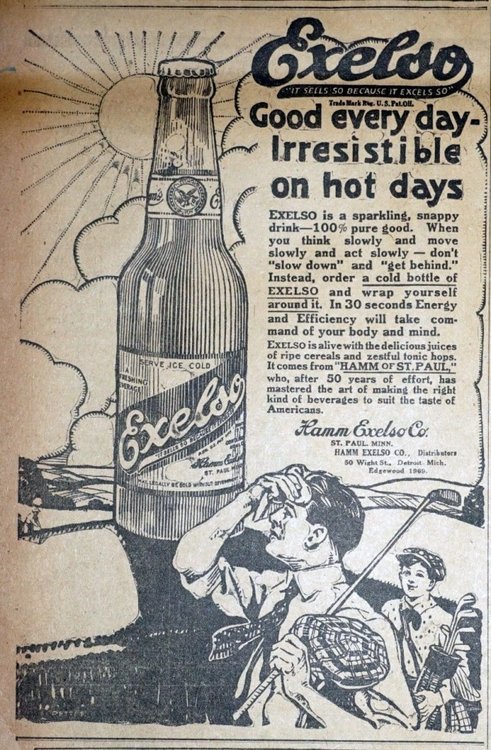 Exelso
"IT SELLS SO BECAUSE IT EXCELS SO"
Trade Mark Reg. U. S. Pat. Off.
Good every day-
Irresistible
on hot days
EXELSO is a sparkling, snappy
drink—100% pure good. When
you think slowly and move
slowly and act slowly — don't
"slow down" and "get behind."
Instead, order a cold bottle of
EXELSO and wrap yourself
around it. In 30 seconds Energy
and Efficiency will take com-
mand of your body and mind.
EXELSO is alive with the delicious juices
of ripe cereals and zestful tonic hops.
It comes from "HAMM OF ST. PAUL,"
who, after 50 years of effort, has
mastered the art of making the right
kind of beverages to suit the taste of
Americans.
Hamm Exelso Co.
ST. PAUL, MINN.
HAMM EXELSO CO., Distributors
50 Wight St., Detroit, Mich.
Edgewood 1969.
SERVE ICE COLD
Exelso
ST. PAUL